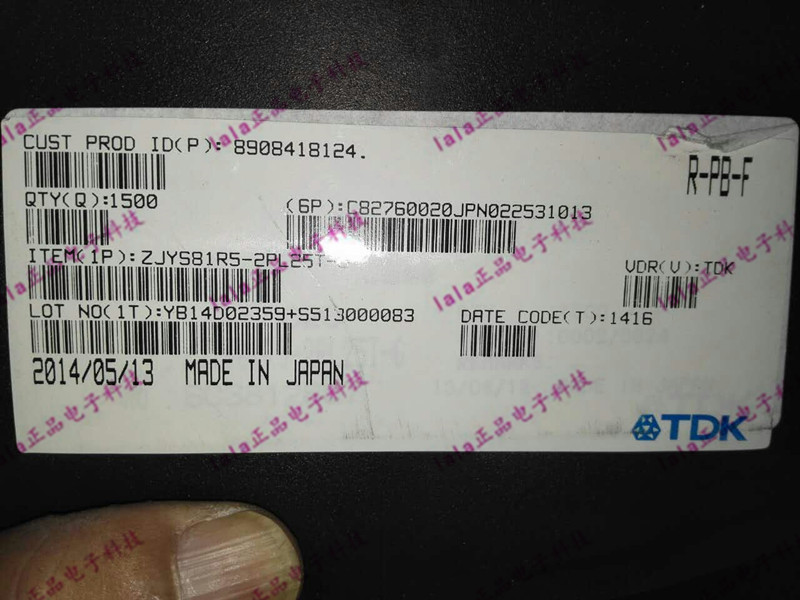 CUST PROD ID(P): 8908418124.
R-PB-F
QTY(Q):1500
(6P):C82760020JPN022531013
ITEM(1P):ZJYS81R5-2PL25T-
VDR(V):TDK
LOT NO(1T):YB14D02359+S513000083
DATE CODE(T):1416
2014/05/13 MADE IN JAPAN
TDK
lala正品电子科技